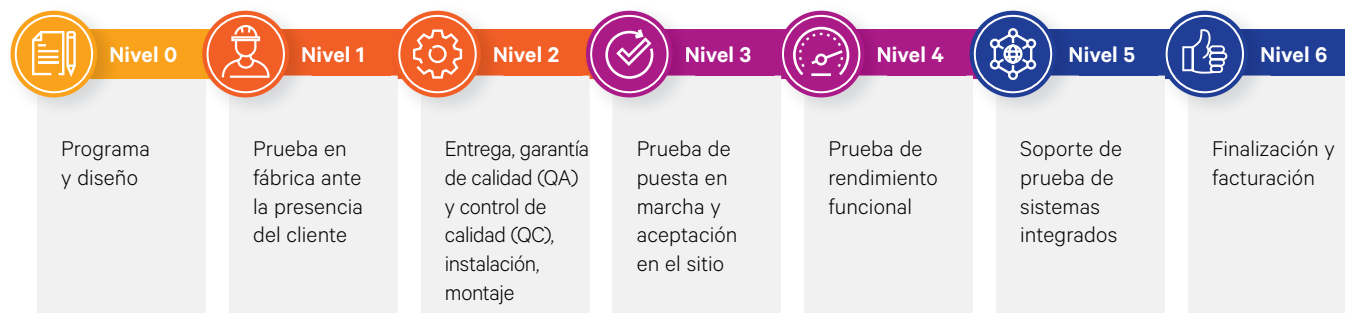 Nivel 0
Programa
y diseño
Nivel 1
Prueba en
fábrica ante
la presencia
del cliente
Nivel 2
Entrega, garantía
de calidad (QA)
y control de
calidad (QC),
instalación,
montaje
Nivel 3
Prueba de
puesta en
marcha y
aceptación
en el sitio
Nivel 4
Prueba de
rendimiento
funcional
Nivel 5
Soporte de
prueba de
sistemas
integrados
Nivel 6
Finalización y
facturación